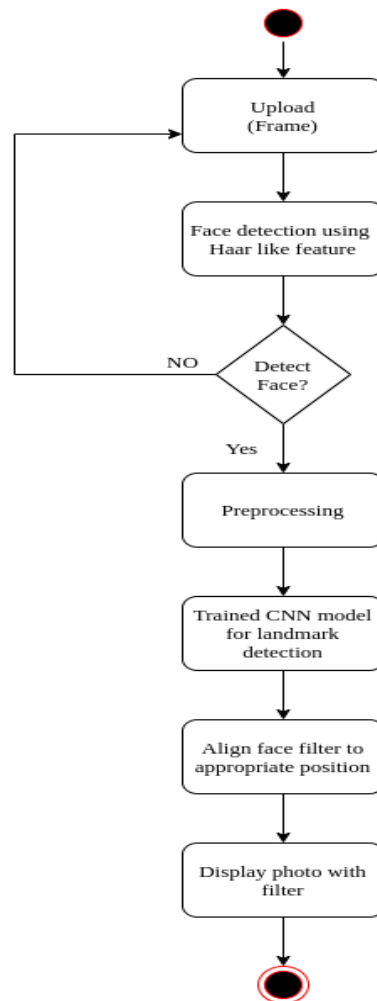 Upload
(Frame)
Face detection using
Haar like feature
Detect
Face?
NO
Yes
Preprocessing
Trained CNN model
for landmark
detection
Align face filter to
appropriate position
Display photo with
filter